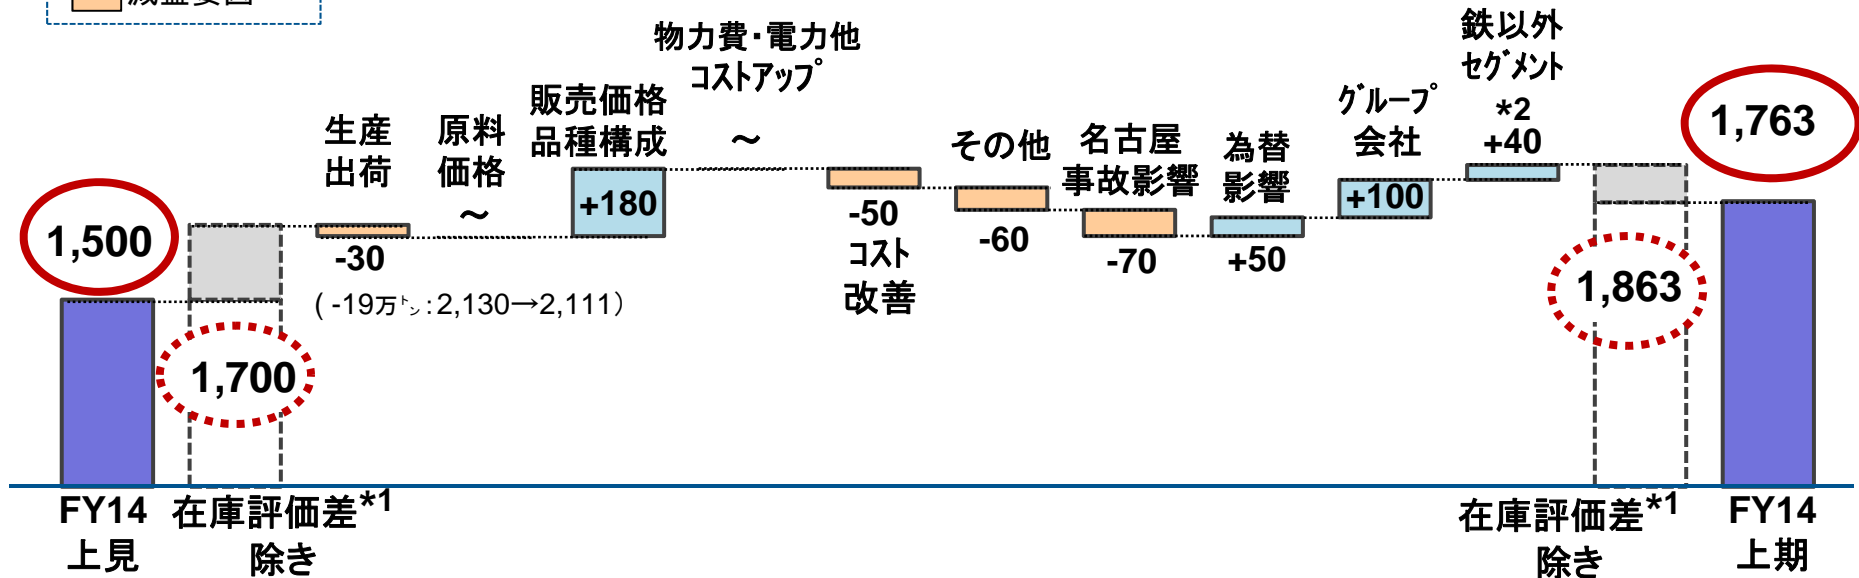 減益要因
1,500
1,700
生産
出荷
-30
( -19万㌧:2,130→2,111)
原料
価格
~
販売価格
品種構成
+180
物力費・電力他
コストアップ
~
-50
コスト
改善
その他
-60
名古屋
事故影響
-70
為替
影響
+50
グループ
会社
+100
鉄以外
セグメント
*2
+40
1,863
1,763
FY14
上見
在庫評価差*1
除き
在庫評価差*1
除き
FY14
上期